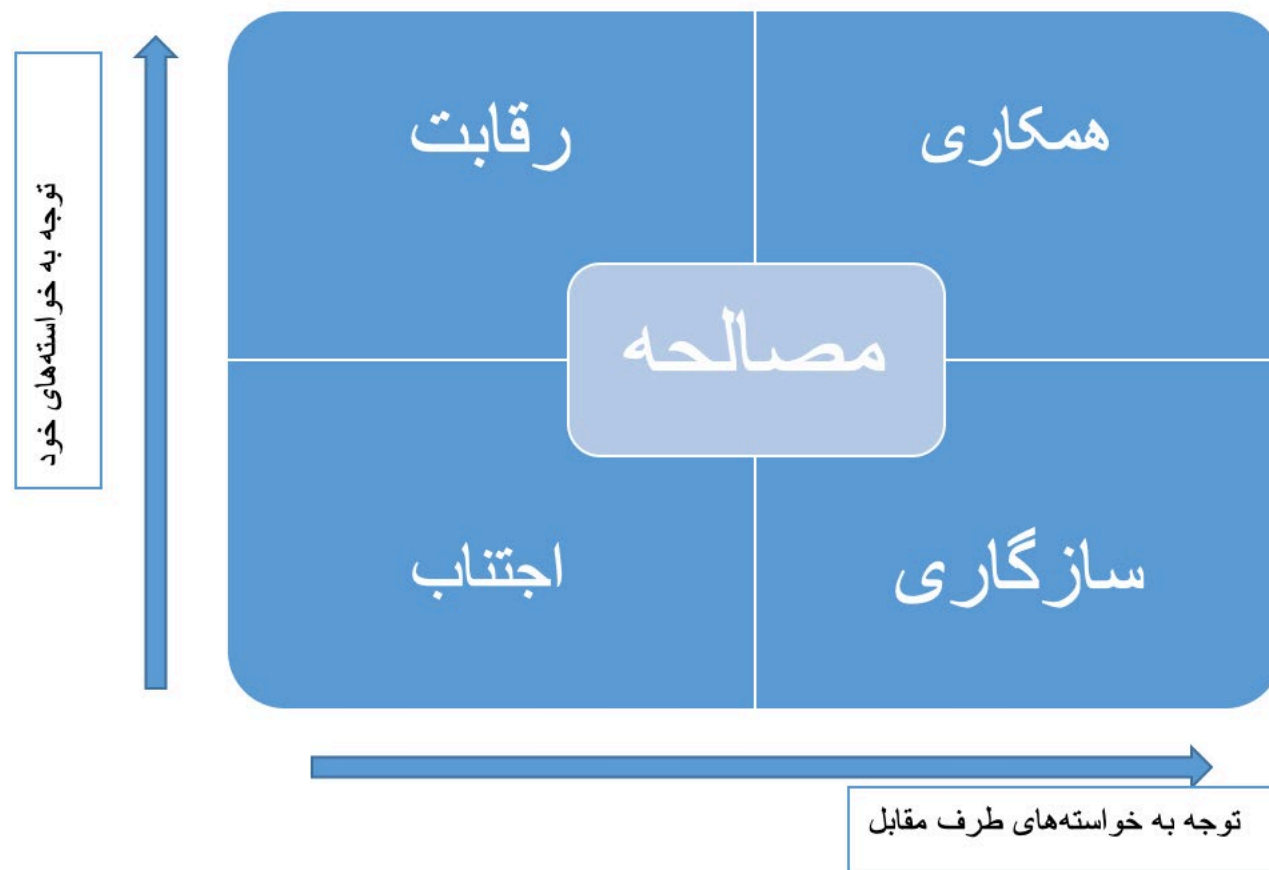 همکاری
رقابت
مصالحه
سازگاری
اجتناب
توجه به خواسته‌های خود
توجه به خواسته‌های طرف مقابل